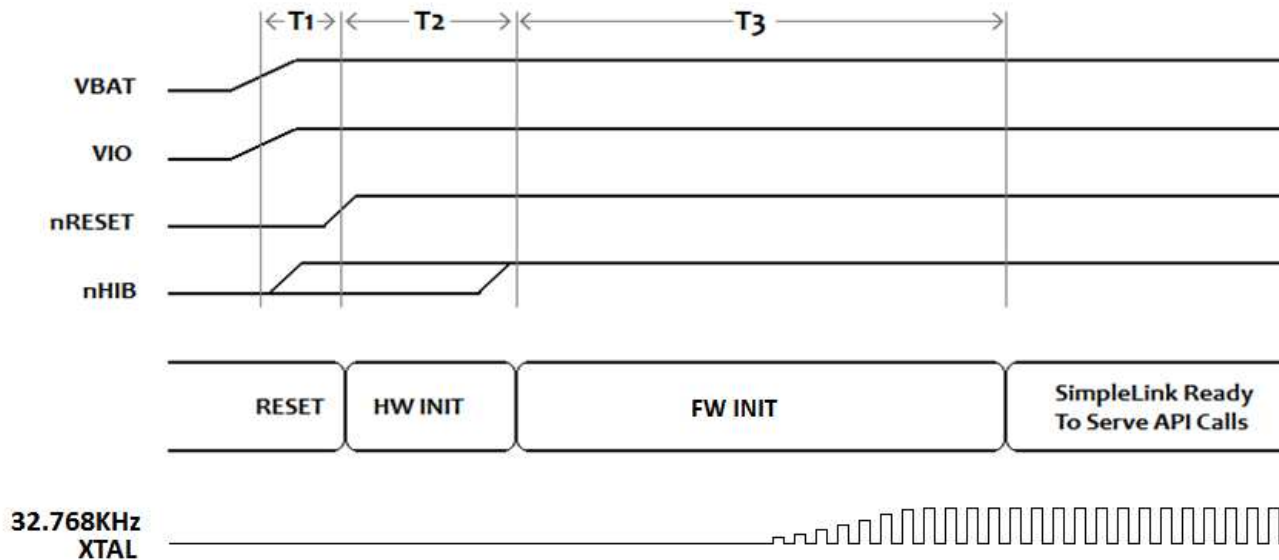 T1
T2
T3
VBAT
VIO
nRESET
nHIB
RESET
HW INIT
FW INIT
SimpleLink Ready
To Serve API Calls
32.768KHz
XTAL